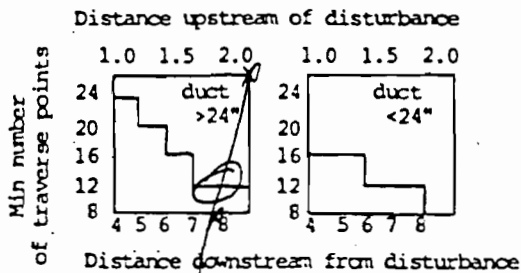 Distance upstream of disturbance
1.0 1.5 2.0 1.0 1.5 2.0
Min number
of traverse points
24 duct 24 duct
>24" <24"
20 20
16 16
12 12
8 8
4 5 6 7 8 4 5 6 7 8
Distance downstream from disturbance